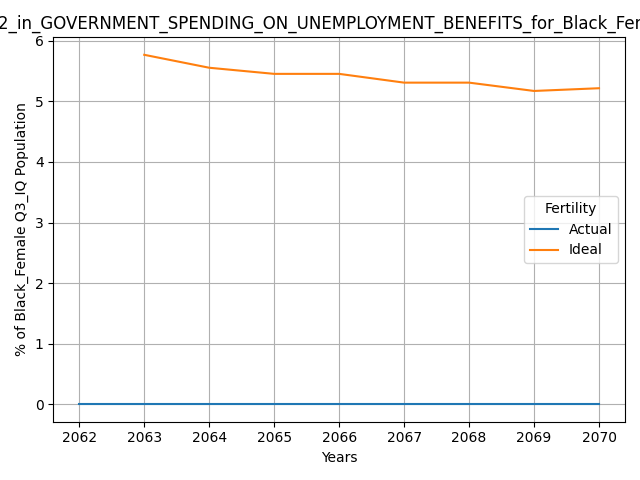 2_in_GOVERNMENT_SPENDING_ON_UNEMPLOYMENT_BENEFITS_for_Black_Fe
6
5
4
3
2
1
0
% of Black_Female Q3_IQ Population
Fertility
Actual
Ideal
2062 2063 2064 2065 2066 2067 2068 2069 2070
Years